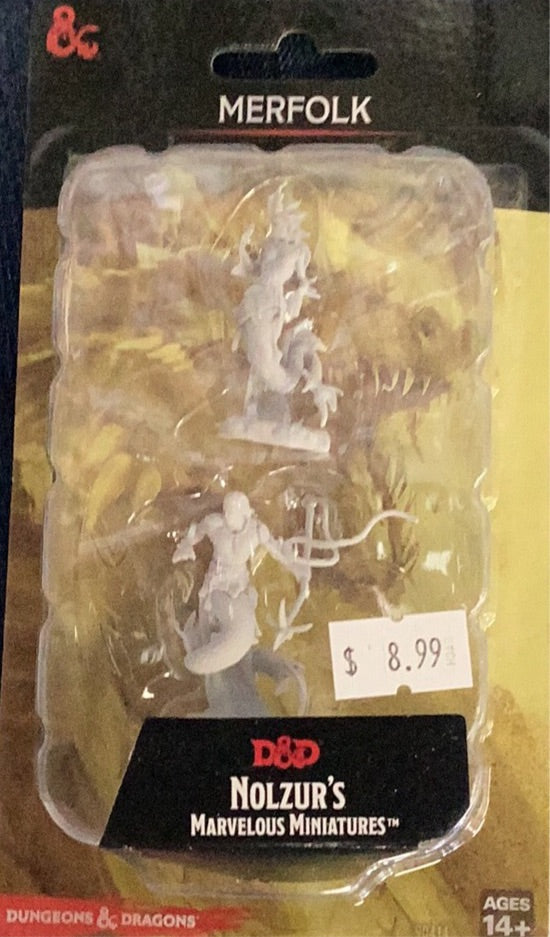 &
MERFOLK
$ 8.99
D&D
NOLZUR'S
MARVELOUS MINIATURES™
DUNGEONS & DRAGONS
AGES
14+